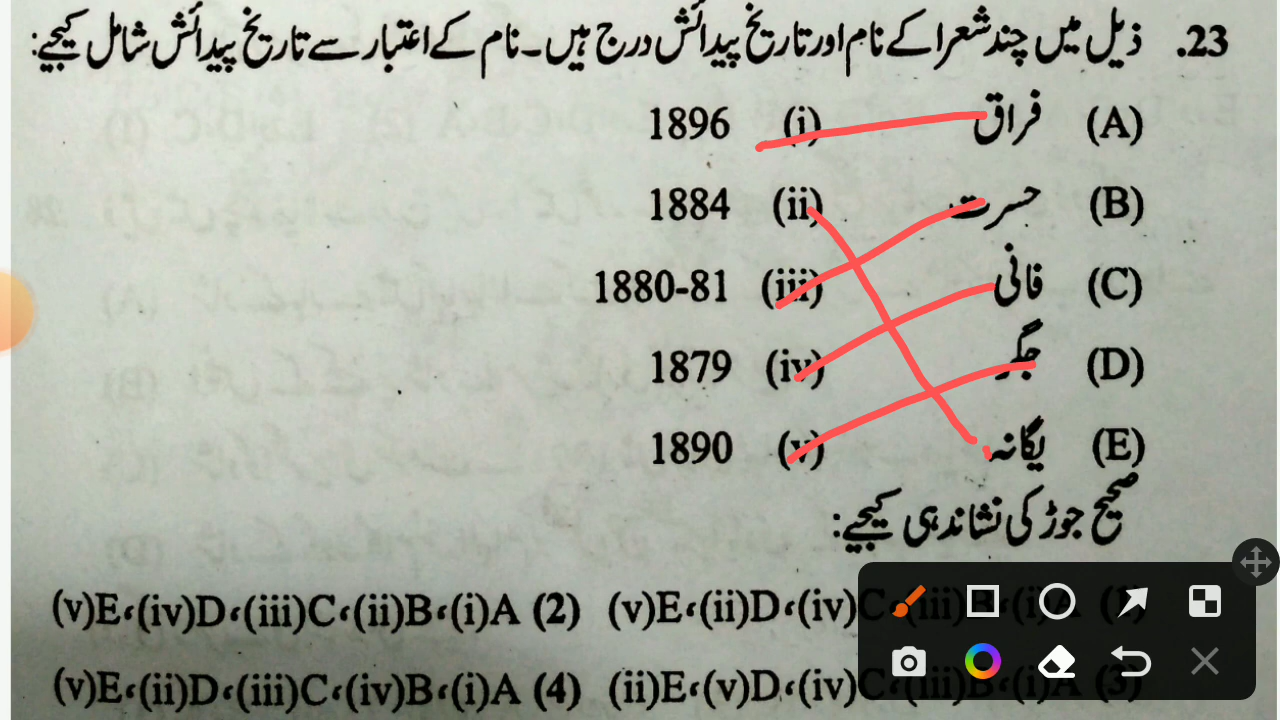 23. ذیل میں چند شعرا کے نام اور تاریخ پیدائش درج ہیں۔ نام کے اعتبار سے تاریخ پیدائش شامل کیجیے:
(A) فراق (i) 1896
(B) حسرت (ii) 1884
(C) فانی (iii) 1880-81
(D) جگر (iv) 1879
(E) یگانہ (v) 1890
صحیح جوڑ کی نشاندہی کیجیے:
(1) A(i)، B(iii)، C(iv)، D(ii)، E(v) (2) A(i)، B(ii)، C(iii)، D(iv)، E(v)
(3) A(i)، B(iii)، C(iv)، D(v)، E(ii) (4) A(i)، B(iv)، C(iii)، D(ii)، E(v)